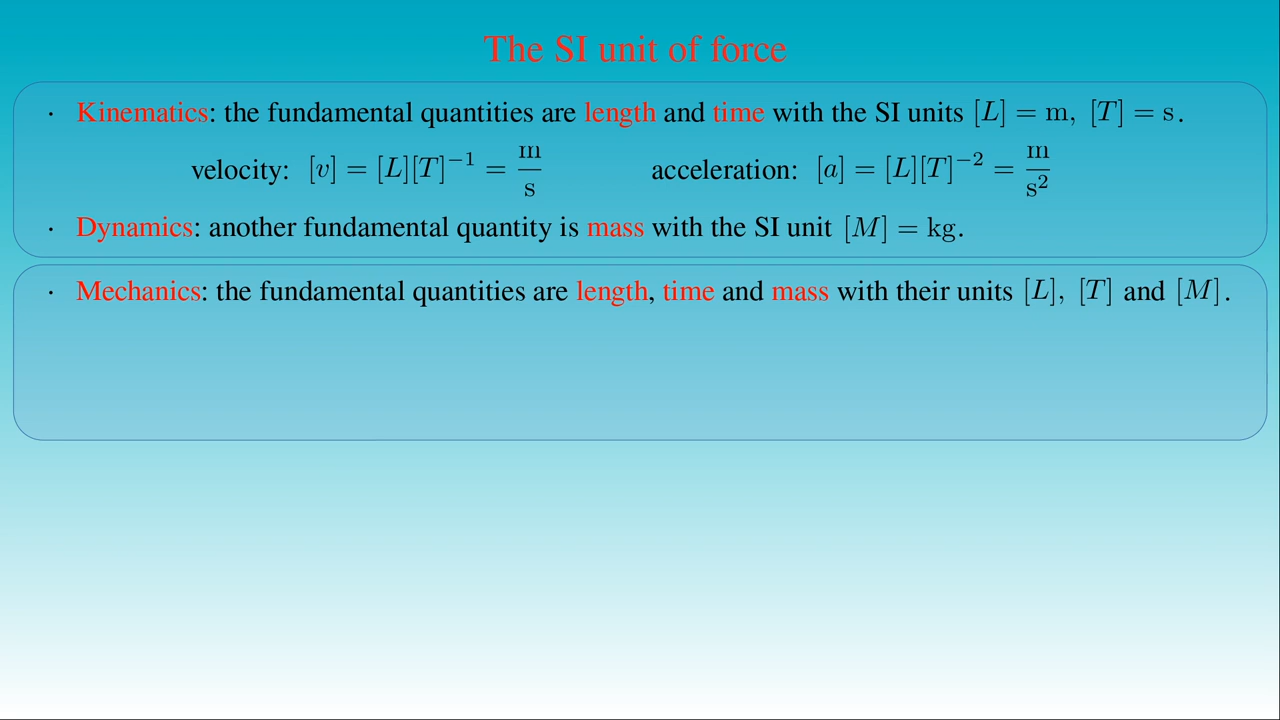 The SI unit of force
· Kinematics: the fundamental quantities are length and time with the SI units [L] = m, [T] = s.
velocity: [v] = [L][T]⁻¹ = m/s acceleration: [a] = [L][T]⁻² = m/s²
· Dynamics: another fundamental quantity is mass with the SI unit [M] = kg.
· Mechanics: the fundamental quantities are length, time and mass with their units [L], [T] and [M].